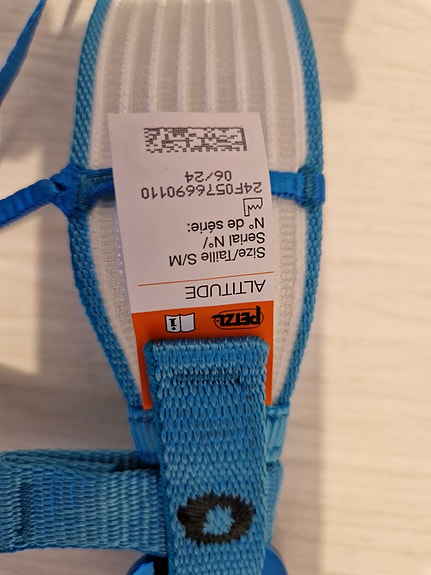 PETZL
ALTITUDE
Size/Taille S/M
Serial N°/
N° de série:
24F0576690110
06/24